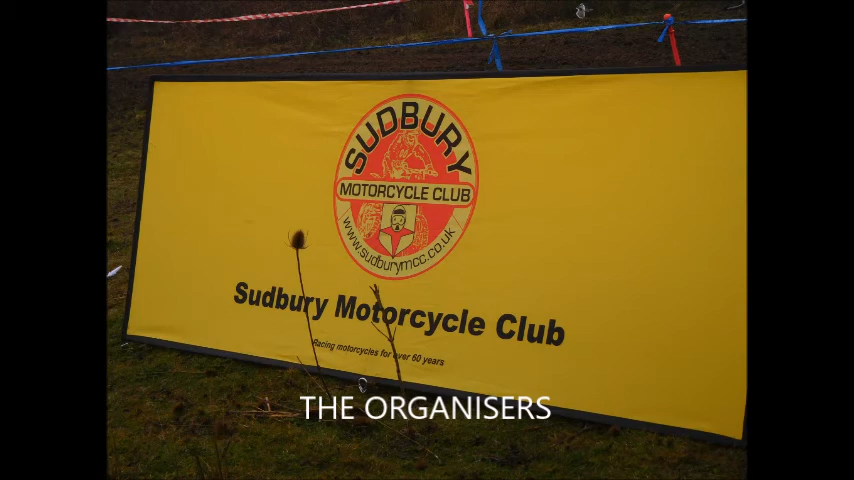 SUDBURY
MOTORCYCLE CLUB
www.sudburymcc.co.uk
Sudbury Motorcycle Club
Racing motorcycles for over 60 years
THE ORGANISERS